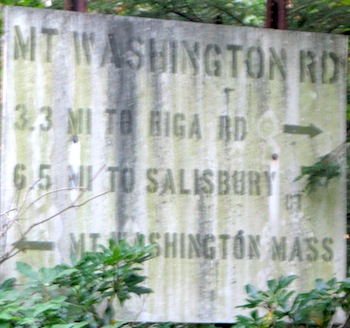 MT WASHINGTON RD
3.3 MI TO RIGA RD
6.5 MI TO SALISBURY CT
MT. WASHINGTON MASS